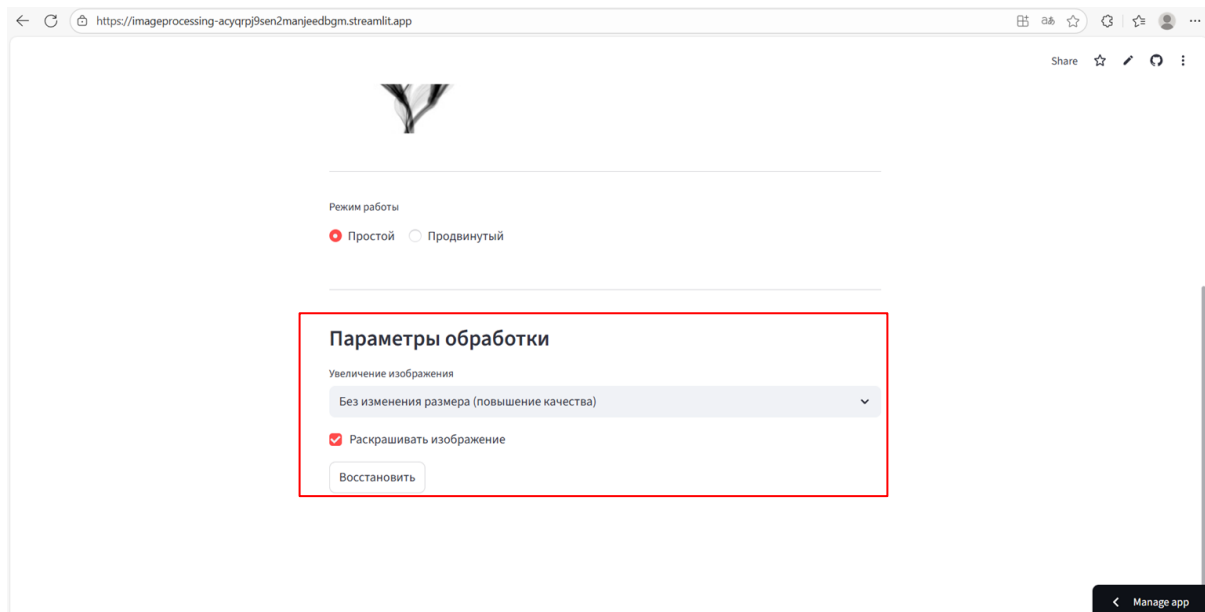 https://imageprocessing-acyqrpj9sen2manjeedbgm.streamlit.app
Share
Режим работы
Простой Продвинутый
Параметры обработки
Увеличение изображения
Без изменения размера (повышение качества)
Раскрашивать изображение
Восстановить
Manage app